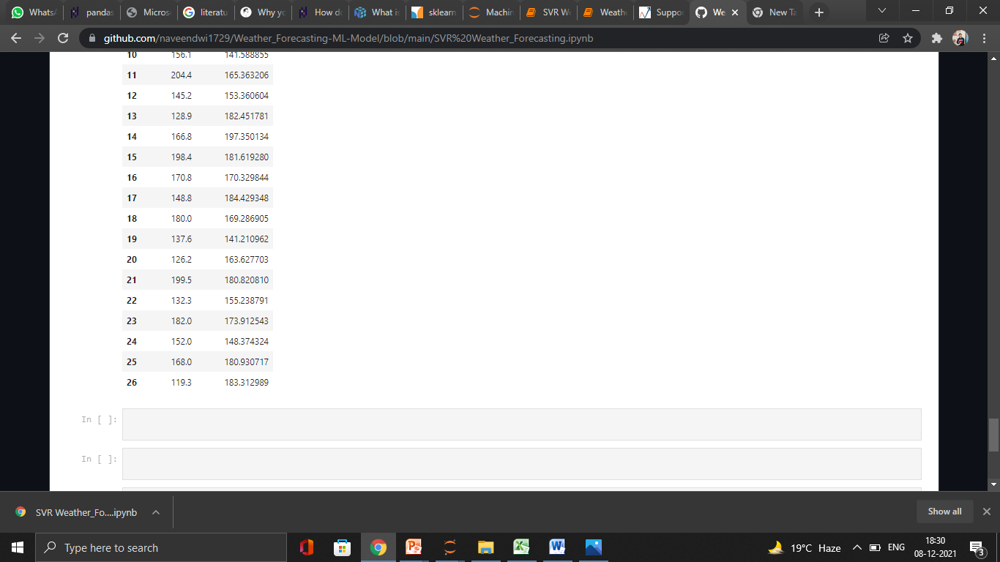 WhatsA pandas Micros literatu Why yo How do What is sklearn Machin SVR We Weathe Suppo We New Ta
github.com/naveendwi1729/Weather_Forecasting-ML-Model/blob/main/SVR%20Weather_Forecasting.ipynb
10 156.1 141.588855
11 204.4 165.363206
12 145.2 153.360604
13 128.9 182.451781
14 166.8 197.350134
15 198.4 181.619280
16 170.8 170.329844
17 148.8 184.429348
18 180.0 169.286905
19 137.6 141.210962
20 126.2 163.627703
21 199.5 180.820810
22 132.3 155.238791
23 182.0 173.912543
24 152.0 148.374324
25 168.0 180.930717
26 119.3 183.312989
In [ ]:
In [ ]:
SVR Weather_Fo....ipynb Show all
Type here to search 19°C Haze ENG 18:30
08-12-2021 3